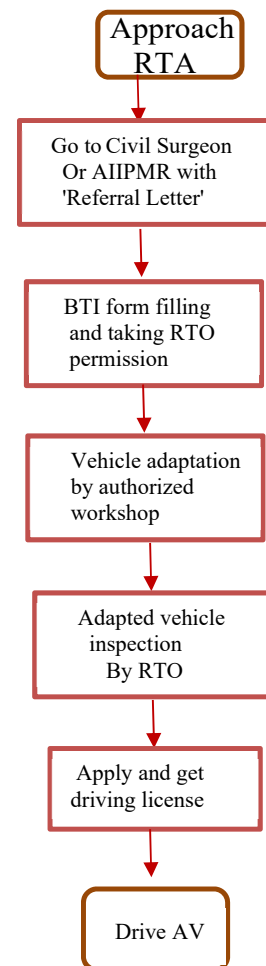 Approach
RTA
Go to Civil Surgeon
Or AIIPMR with
'Referral Letter'
BTI form filling
and taking RTO
permission
Vehicle adaptation
by authorized
workshop
Adapted vehicle
inspection
By RTO
Apply and get
driving license
Drive AV